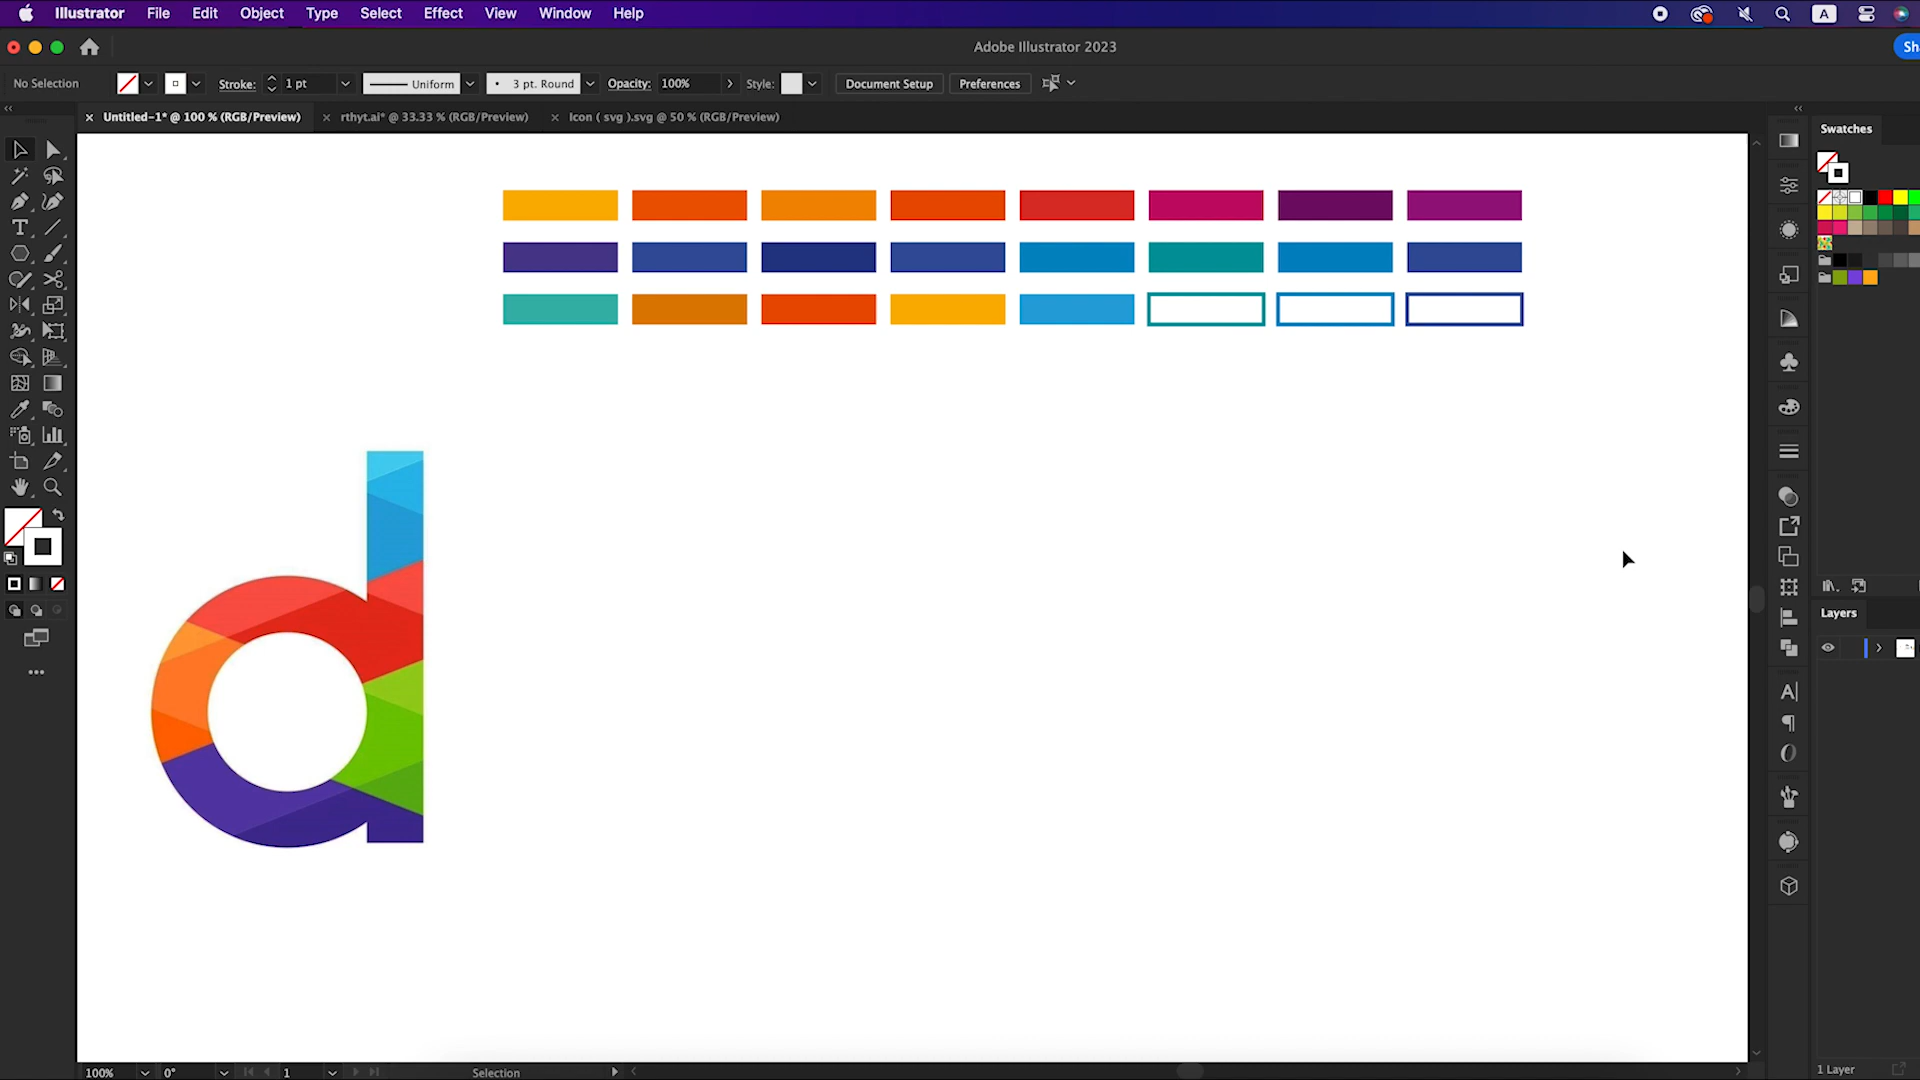 Illustrator File Edit Object Type Select Effect View Window Help A
Adobe Illustrator 2023
No Selection Stroke: 1 pt Uniform 3 pt. Round Opacity: 100% Style: Document Setup Preferences
Untitled-1* @ 100 % (RGB/Preview) rthyt.ai* @ 33.33 % (RGB/Preview) Icon ( svg ).svg @ 50 % (RGB/Preview)
Swatches
d
Layers
100% 0° 1 Selection
1 Layer